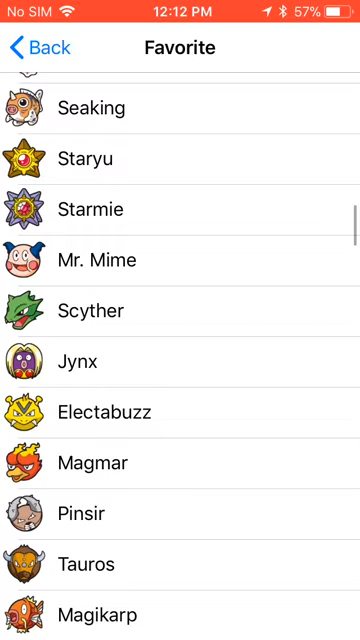 No SIM 12:12 PM 57%
Back Favorite
Seaking
Staryu
Starmie
Mr. Mime
Scyther
Jynx
Electabuzz
Magmar
Pinsir
Tauros
Magikarp